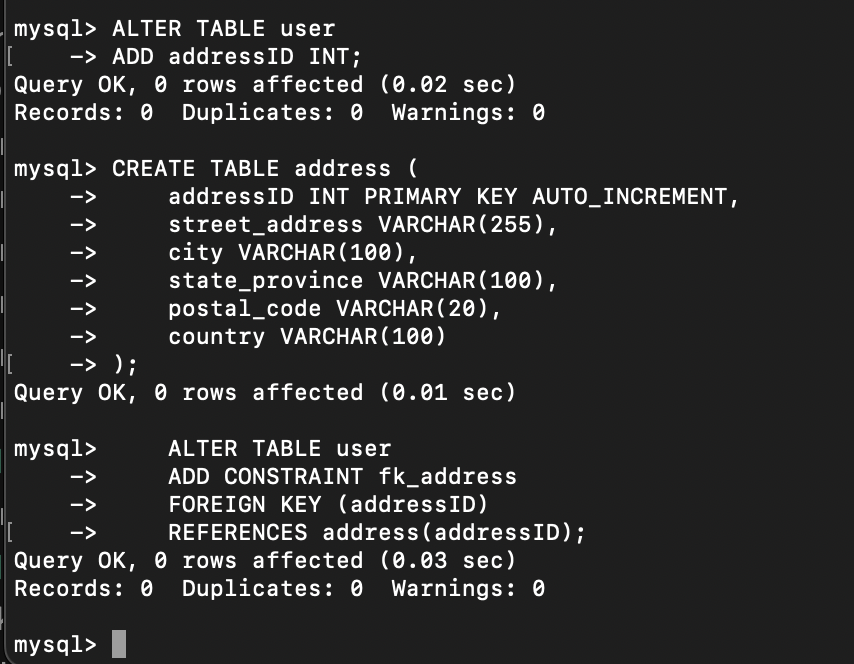 mysql> ALTER TABLE user
[    -> ADD addressID INT;
Query OK, 0 rows affected (0.02 sec)
Records: 0  Duplicates: 0  Warnings: 0

mysql> CREATE TABLE address (
    ->     addressID INT PRIMARY KEY AUTO_INCREMENT,
    ->     street_address VARCHAR(255),
    ->     city VARCHAR(100),
    ->     state_province VARCHAR(100),
    ->     postal_code VARCHAR(20),
    ->     country VARCHAR(100)
[    -> );
Query OK, 0 rows affected (0.01 sec)

mysql>     ALTER TABLE user
    ->     ADD CONSTRAINT fk_address
    ->     FOREIGN KEY (addressID)
[    ->     REFERENCES address(addressID);
Query OK, 0 rows affected (0.03 sec)
Records: 0  Duplicates: 0  Warnings: 0

mysql>